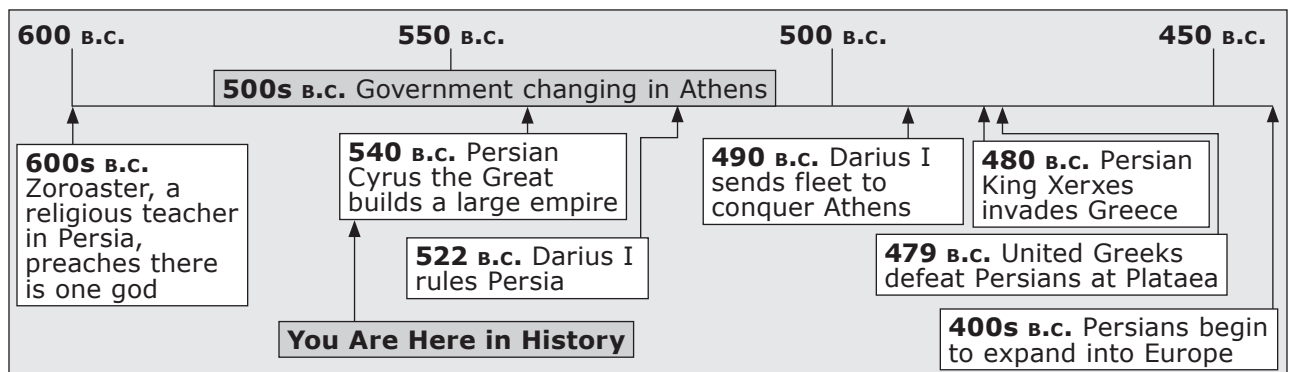 600 B.C.
550 B.C.
500 B.C.
450 B.C.
500s B.C. Government changing in Athens
600s B.C.
Zoroaster, a
religious teacher
in Persia,
preaches there
is one god
540 B.C. Persian
Cyrus the Great
builds a large empire
522 B.C. Darius I
rules Persia
You Are Here in History
490 B.C. Darius I
sends fleet to
conquer Athens
480 B.C. Persian
King Xerxes
invades Greece
479 B.C. United Greeks
defeat Persians at Plataea
400s B.C. Persians begin
to expand into Europe